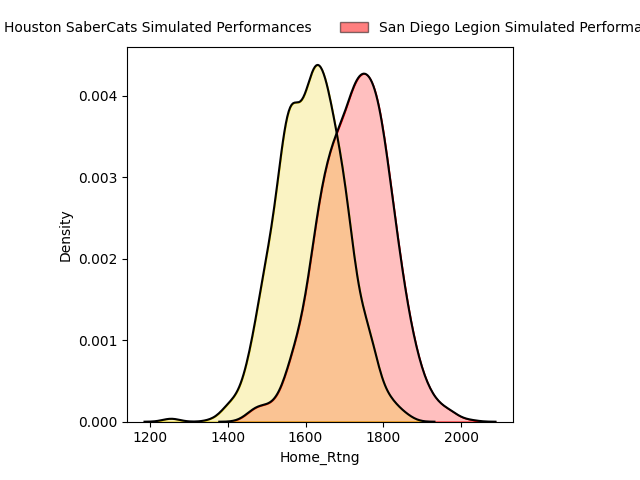 Houston SaberCats Simulated Performances San Diego Legion Simulated Performa
0.004
0.003
0.002
0.001
0.000
Density
1200 1400 1600 1800 2000
Home_Rtng